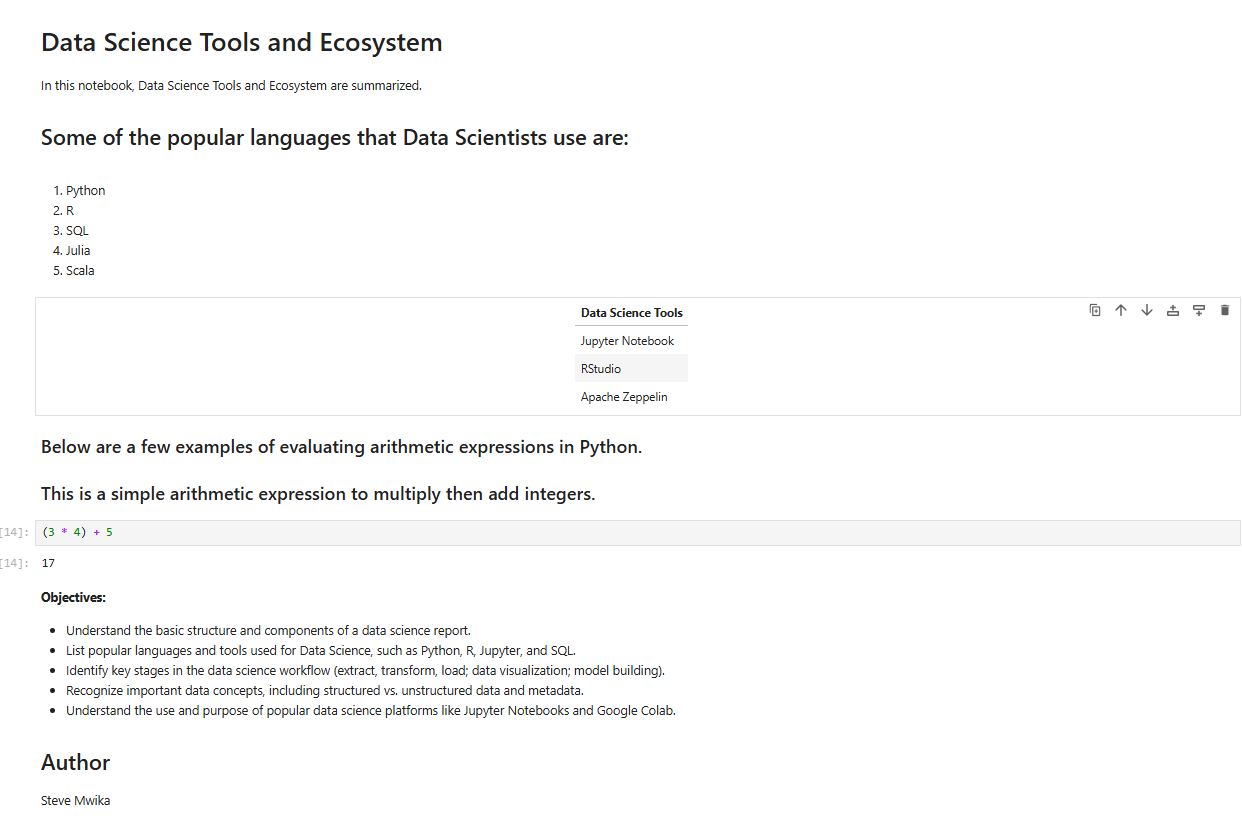 Data Science Tools and Ecosystem
In this notebook, Data Science Tools and Ecosystem are summarized.
Some of the popular languages that Data Scientists use are:
1. Python
2. R
3. SQL
4. Julia
5. Scala
Data Science Tools
Jupyter Notebook
RStudio
Apache Zeppelin
Below are a few examples of evaluating arithmetic expressions in Python.
This is a simple arithmetic expression to multiply then add integers.
[14]: (3 * 4) + 5
[14]: 17
Objectives:
• Understand the basic structure and components of a data science report.
• List popular languages and tools used for Data Science, such as Python, R, Jupyter, and SQL.
• Identify key stages in the data science workflow (extract, transform, load; data visualization; model building).
• Recognize important data concepts, including structured vs. unstructured data and metadata.
• Understand the use and purpose of popular data science platforms like Jupyter Notebooks and Google Colab.
Author
Steve Mwika